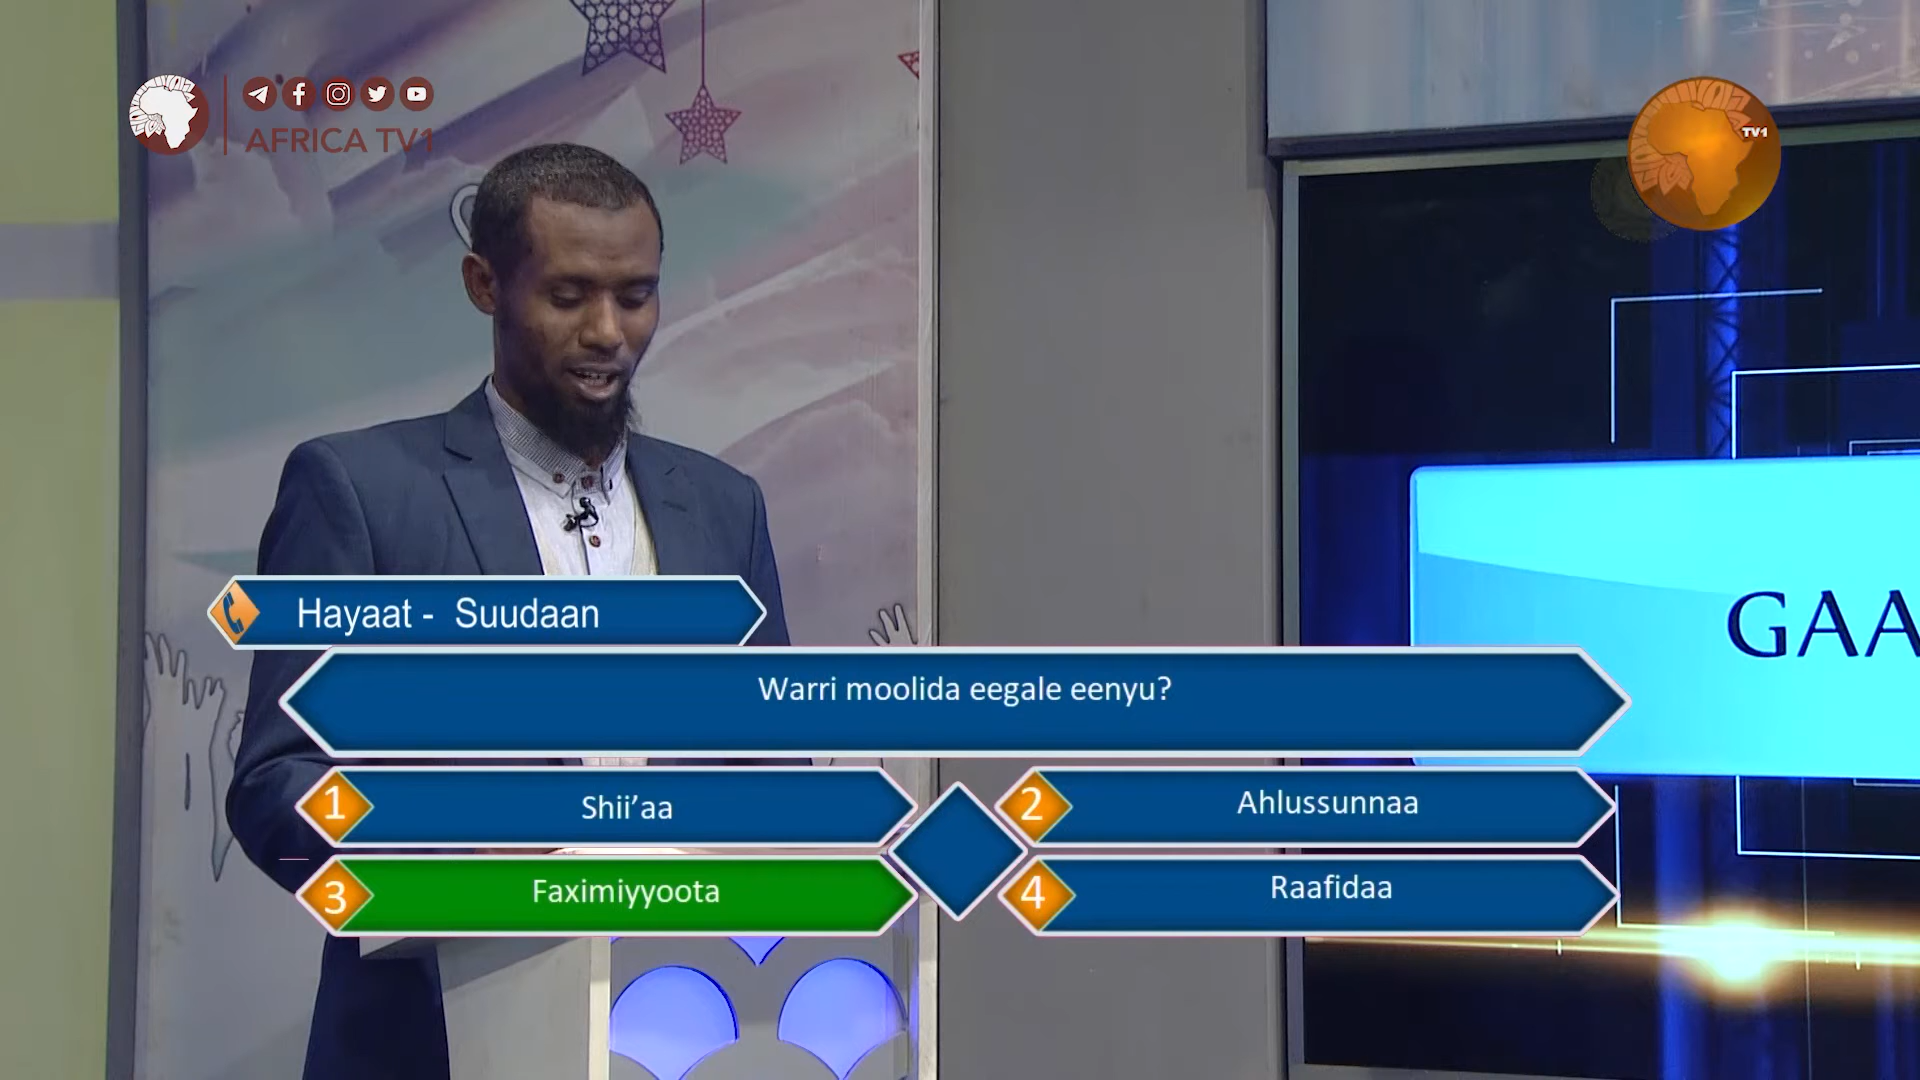 AFRICA TV1
TV1
GAA
Hayaat - Suudaan
Warri moolida eegale eenyu?
1 Shii’aa
2 Ahlussunnaa
3 Faximiyyoota
4 Raafidaa